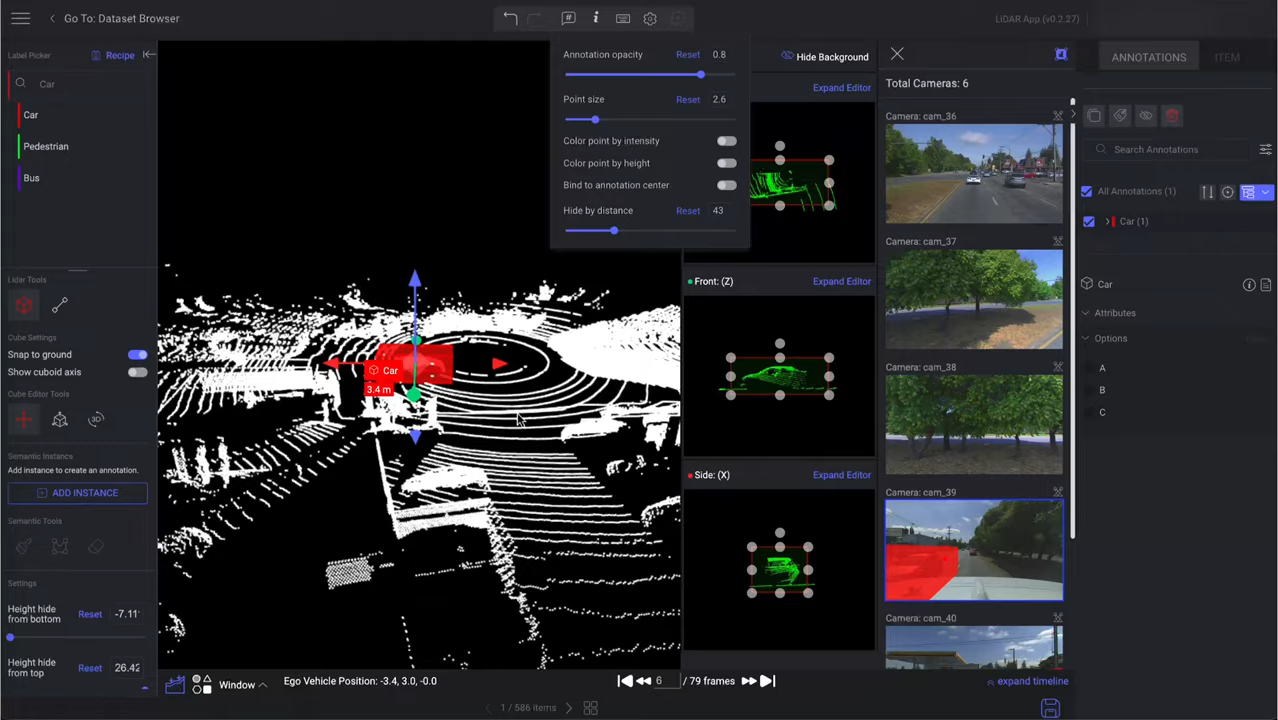 Go To: Dataset Browser
LiDAR App (v0.2.27)
Label Picker
Recipe
Car
Car
Pedestrian
Bus
Lidar Tools
Cube Settings
Snap to ground
Show cuboid axis
Cube Editor Tools
3D
Semantic Instance
Add instance to create an annotation.
ADD INSTANCE
Semantic Tools
Settings
Height hide
from bottom
Reset
-7.11
Height hide
from top
Reset
26.42
Car
3.4 m
Annotation opacity
Reset
0.8
Point size
Reset
2.6
Color point by intensity
Color point by height
Bind to annotation center
Hide by distance
Reset
43
Hide Background
Expand Editor
Front: (Z)
Expand Editor
Side: (X)
Expand Editor
Total Cameras: 6
Camera: cam_36
Camera: cam_37
Camera: cam_38
Camera: cam_39
Camera: cam_40
ANNOTATIONS
ITEM
Search Annotations
All Annotations (1)
Car (1)
Car
Attributes
Options
A
B
C
Window
Ego Vehicle Position: -3.4, 3.0, -0.0
6
/ 79 frames
expand timeline
1 / 586 items